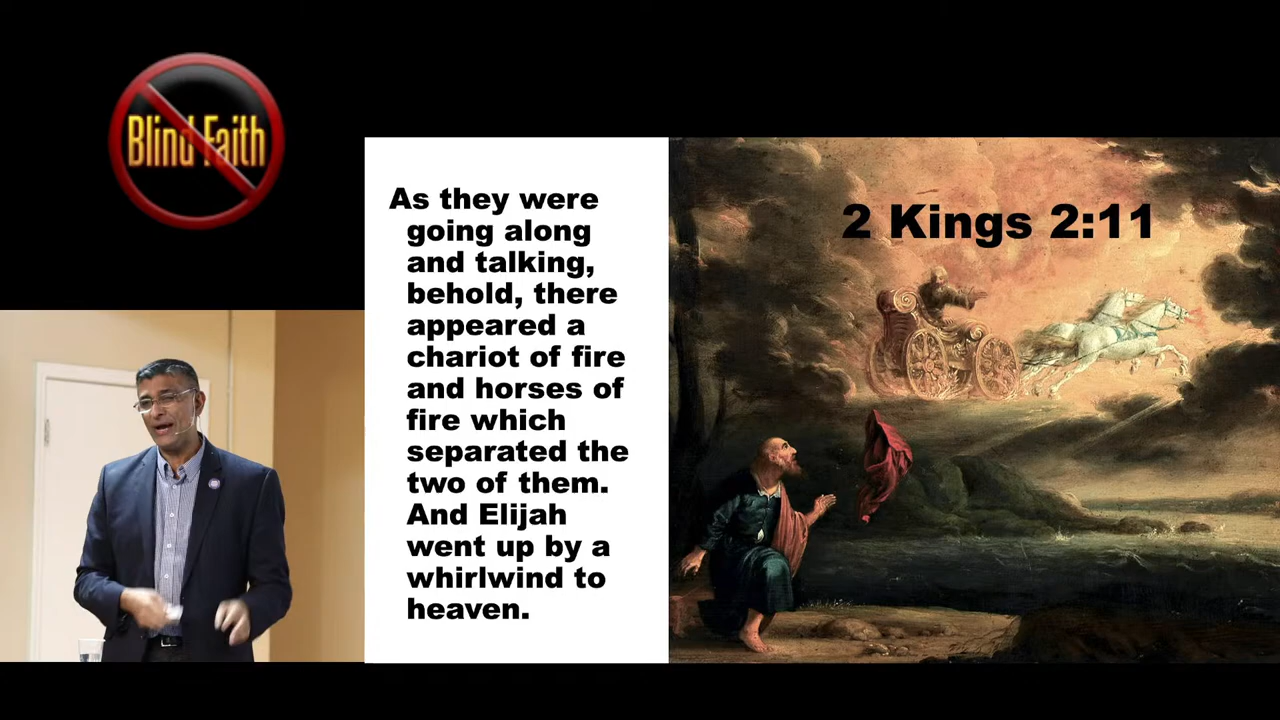 Blind Faith
As they were
going along
and talking,
behold, there
appeared a
chariot of fire
and horses of
fire which
separated the
two of them.
And Elijah
went up by a
whirlwind to
heaven.
2 Kings 2:11